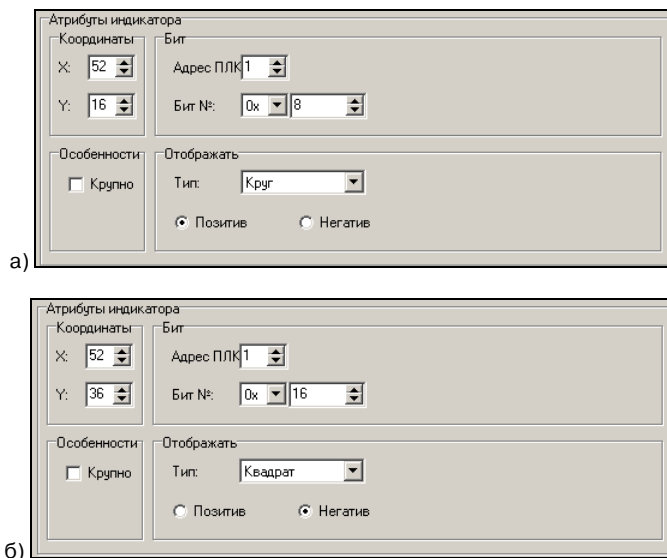 Атрибуты индикатора
Координаты Бит
X: 52 Адрес ПЛК 1
Y: 16 Бит №: 0x 8
Особенности Отображать
Крупно Тип: Круг
Позитив Негатив
а)
Атрибуты индикатора
Координаты Бит
X: 52 Адрес ПЛК 1
Y: 36 Бит №: 0x 16
Особенности Отображать
Крупно Тип: Квадрат
Позитив Негатив
б)